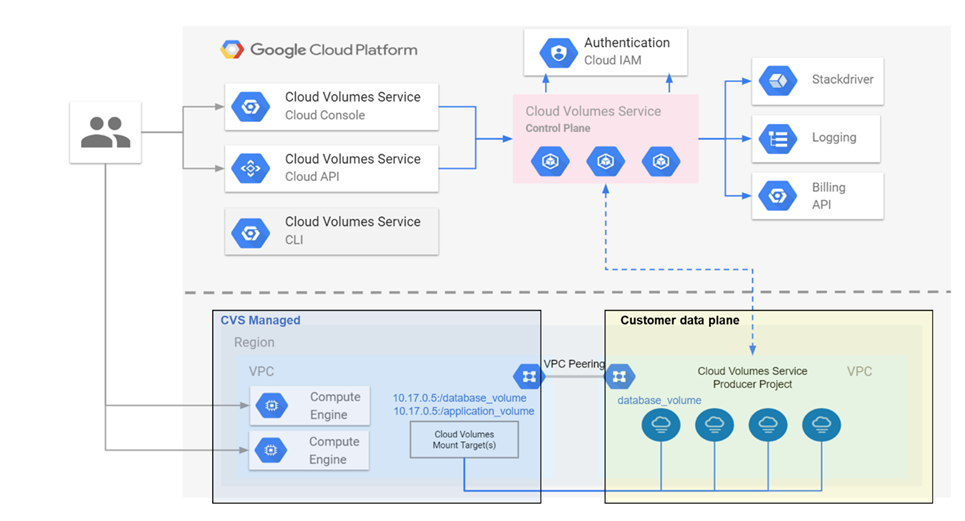 Google Cloud Platform
Authentication
Cloud IAM
Cloud Volumes Service
Cloud Console
Cloud Volumes Service
Cloud API
Cloud Volumes Service
CLI
Cloud Volumes Service
Control Plane
Stackdriver
Logging
Billing
API
CVS Managed
Region
VPC
Compute
Engine
Compute
Engine
10.17.0.5:/database_volume
10.17.0.5:/application_volume
Cloud Volumes
Mount Target(s)
VPC Peering
Customer data plane
Cloud Volumes Service
Producer Project
VPC
database_volume